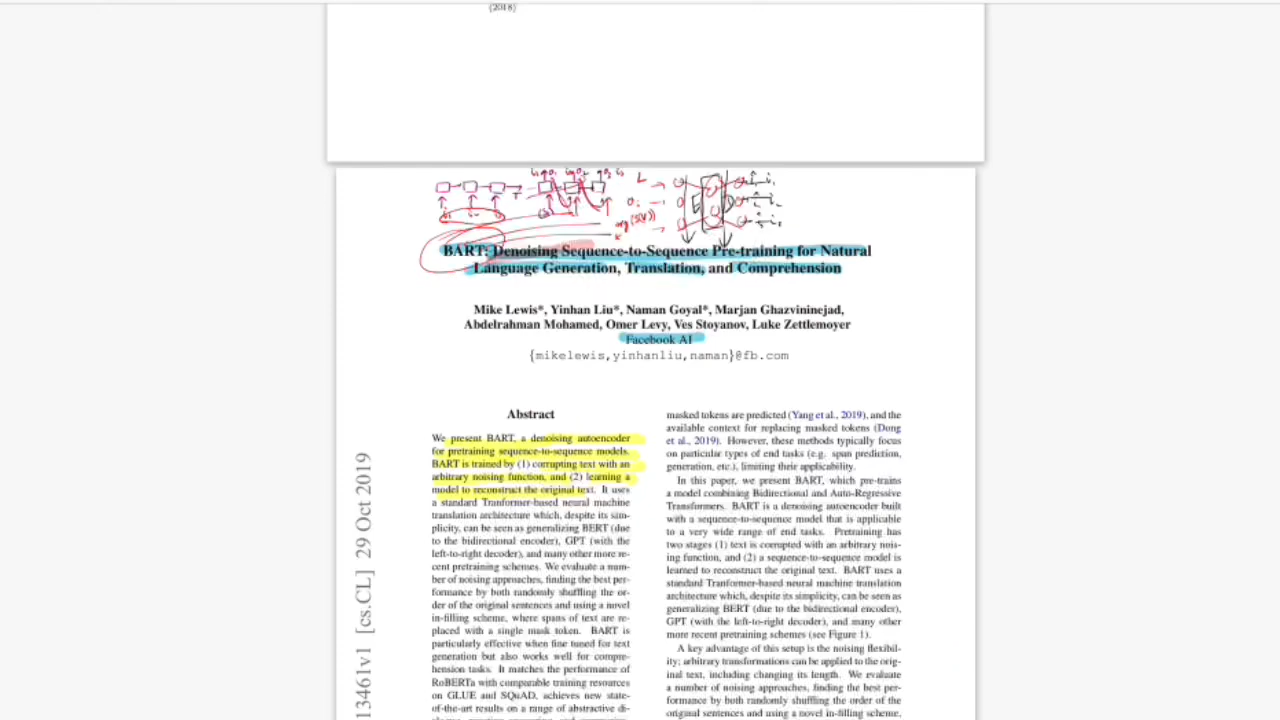 (2018)
BART: Denoising Sequence-to-Sequence Pre-training for Natural
Language Generation, Translation, and Comprehension
Mike Lewis*, Yinhan Liu*, Naman Goyal*, Marjan Ghazvininejad,
Abdelrahman Mohamed, Omer Levy, Ves Stoyanov, Luke Zettlemoyer
Facebook AI
{mikelewis,yinhanliu,naman}@fb.com
Abstract
We present BART, a denoising autoencoder
for pretraining sequence-to-sequence models.
BART is trained by (1) corrupting text with an
arbitrary noising function, and (2) learning a
model to reconstruct the original text. It uses
a standard Tranformer-based neural machine
translation architecture which, despite its sim-
plicity, can be seen as generalizing BERT (due
to the bidirectional encoder), GPT (with the
left-to-right decoder), and many other more re-
cent pretraining schemes. We evaluate a num-
ber of noising approaches, finding the best per-
formance by both randomly shuffling the or-
der of the original sentences and using a novel
in-filling scheme, where spans of text are re-
placed with a single mask token. BART is
particularly effective when fine tuned for text
generation but also works well for compre-
hension tasks. It matches the performance of
RoBERTa with comparable training resources
on GLUE and SQuAD, achieves new state-
of-the-art results on a range of abstractive di-
masked tokens are predicted (Yang et al., 2019), and the
available context for replacing masked tokens (Dong
et al., 2019). However, these methods typically focus
on particular types of end tasks (e.g. span prediction,
generation, etc.), limiting their applicability.
In this paper, we present BART, which pre-trains
a model combining Bidirectional and Auto-Regressive
Transformers. BART is a denoising autoencoder built
with a sequence-to-sequence model that is applicable
to a very wide range of end tasks. Pretraining has
two stages (1) text is corrupted with an arbitrary nois-
ing function, and (2) a sequence-to-sequence model is
learned to reconstruct the original text. BART uses a
standard Tranformer-based neural machine translation
architecture which, despite its simplicity, can be seen as
generalizing BERT (due to the bidirectional encoder),
GPT (with the left-to-right decoder), and many other
more recent pretraining schemes (see Figure 1).
A key advantage of this setup is the noising flexibil-
ity; arbitrary transformations can be applied to the orig-
inal text, including changing its length. We evaluate
a number of noising approaches, finding the best per-
formance by both randomly shuffling the order of the
original sentences and using a novel in-filling scheme,
13461v1 [cs.CL] 29 Oct 2019